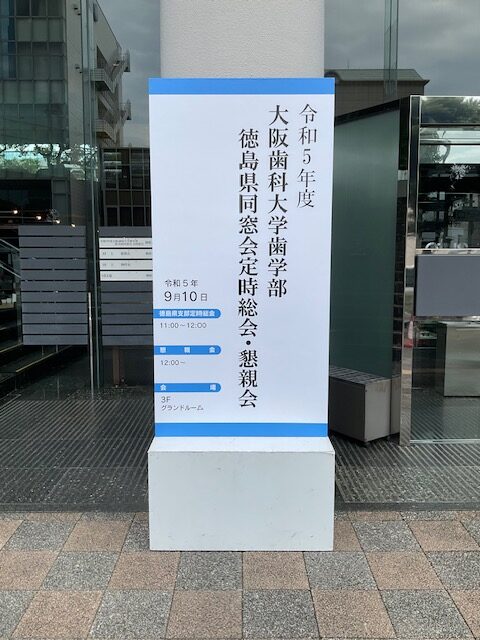 令和5年度
大阪歯科大学歯学部
徳島県同窓会定時総会・懇親会
令和5年
9月10日
徳島県支部定時総会
11:00～12:00
懇親会
12:00～
会場
3F
グランドルーム